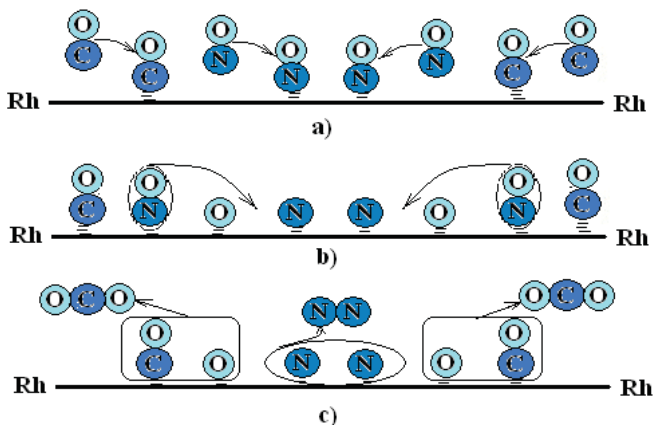 O O O O O O O O
C C N N N N C C
Rh Rh
a)
O O O O
C N O N N O N C
Rh Rh
b)
O C O N N O C O
O O
C O N N O C
Rh Rh
c)